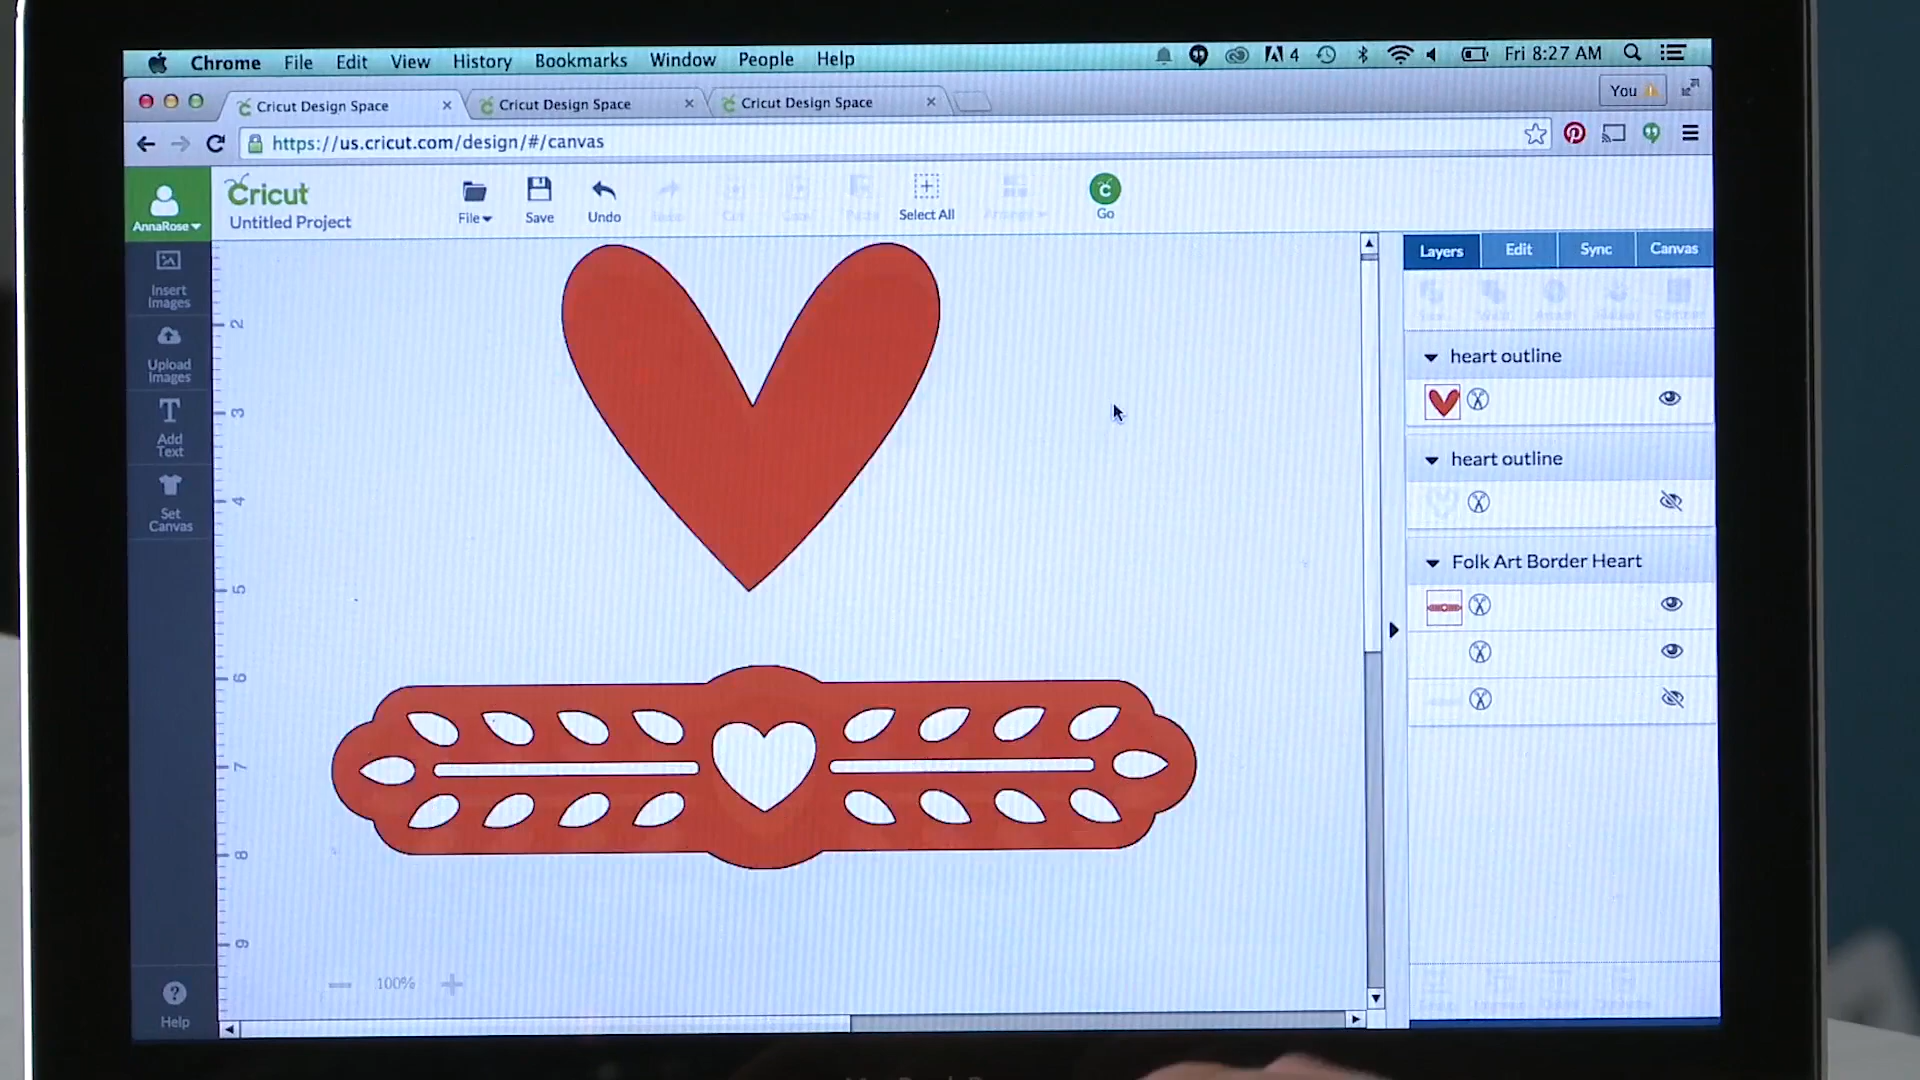 Chrome File Edit View History Bookmarks Window People Help
4 Fri 8:27 AM
Cricut Design Space
Cricut Design Space
Cricut Design Space
You
https://us.cricut.com/design/#/canvas
AnnaRose
Cricut
Untitled Project
File
Save
Undo
Select All
Go
Insert
Images
Upload
Images
Add
Text
Set
Canvas
Help
2
3
4
5
6
7
8
9
100%
Layers Edit Sync Canvas
heart outline
heart outline
Folk Art Border Heart